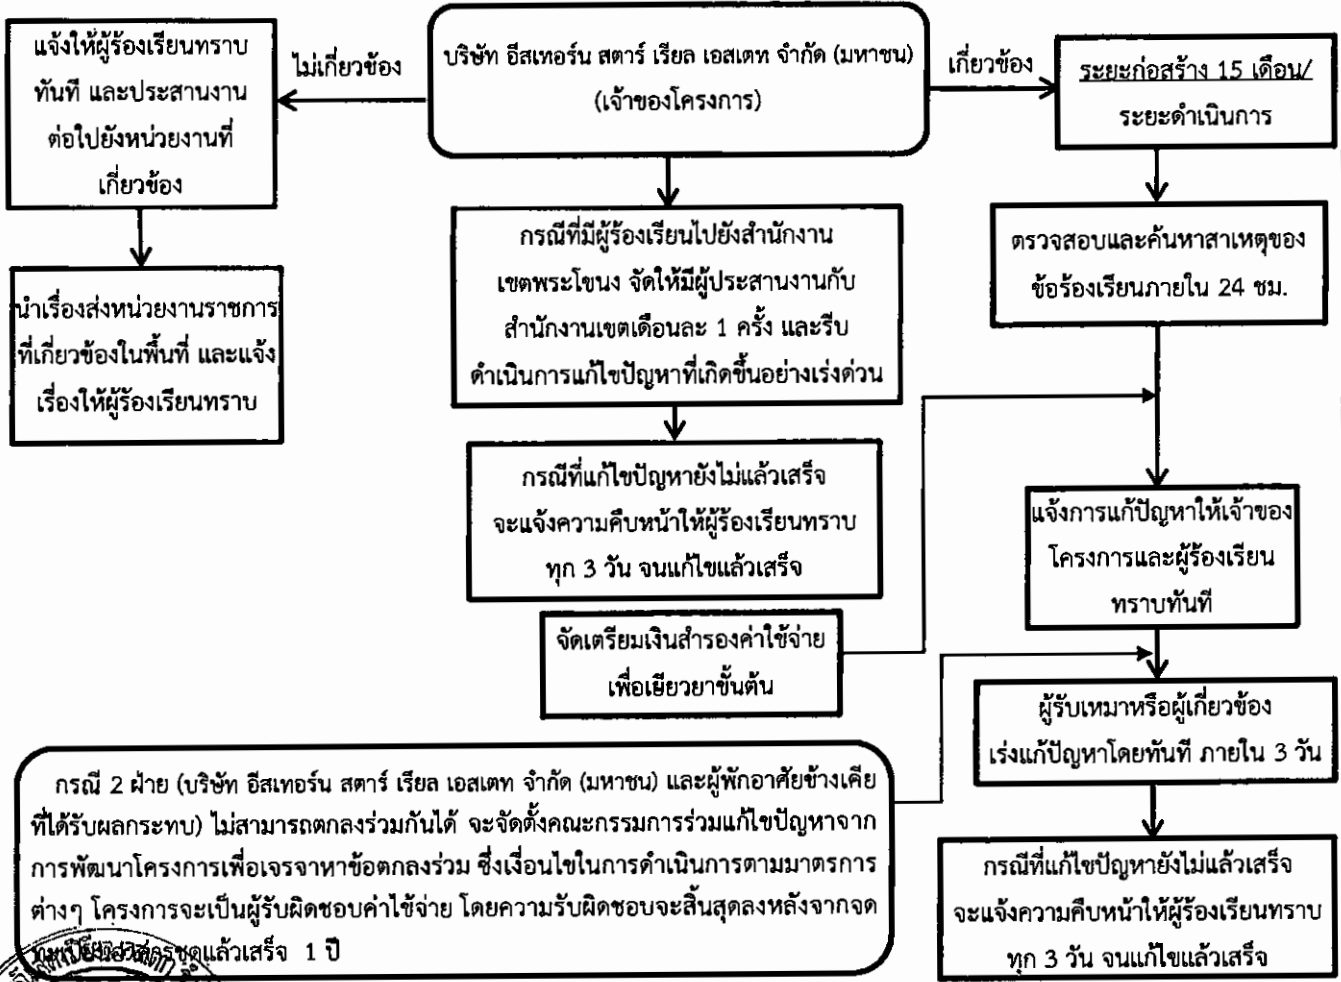 แจ้งให้ผู้ร้องเรียนทราบ
ทันที และประสานงาน
ต่อไปยังหน่วยงานที่
เกี่ยวข้อง
ไม่เกี่ยวข้อง
บริษัท อีสเทอร์น สตาร์ เรียล เอสเตท จำกัด (มหาชน)
(เจ้าของโครงการ)
เกี่ยวข้อง
ระยะก่อสร้าง 15 เดือน/
ระยะดำเนินการ
นำเรื่องส่งหน่วยงานราชการ
ที่เกี่ยวข้องในพื้นที่ และแจ้ง
เรื่องให้ผู้ร้องเรียนทราบ
กรณีที่มีผู้ร้องเรียนไปยังสำนักงาน
เขตพระโขนง จัดให้มีผู้ประสานงานกับ
สำนักงานเขตเดือนละ 1 ครั้ง และรีบ
ดำเนินการแก้ไขปัญหาที่เกิดขึ้นอย่างเร่งด่วน
ตรวจสอบและค้นหาสาเหตุของ
ข้อร้องเรียนภายใน 24 ชม.
กรณีที่แก้ไขปัญหายังไม่แล้วเสร็จ
จะแจ้งความคืบหน้าให้ผู้ร้องเรียนทราบ
ทุก 3 วัน จนแก้ไขแล้วเสร็จ
แจ้งการแก้ปัญหาให้เจ้าของ
โครงการและผู้ร้องเรียน
ทราบทันที
จัดเตรียมเงินสำรองค่าใช้จ่าย
เพื่อเยียวยาขั้นต้น
ผู้รับเหมาหรือผู้เกี่ยวข้อง
เร่งแก้ปัญหาโดยทันที ภายใน 3 วัน
กรณี 2 ฝ่าย (บริษัท อีสเทอร์น สตาร์ เรียล เอสเตท จำกัด (มหาชน) และผู้พักอาศัยข้างเคีย
ที่ได้รับผลกระทบ) ไม่สามารถตกลงร่วมกันได้ จะจัดตั้งคณะกรรมการร่วมแก้ไขปัญหาจาก
การพัฒนาโครงการเพื่อเจรจาหาข้อตกลงร่วม ซึ่งเงื่อนไขในการดำเนินการตามมาตรการ
ต่างๆ โครงการจะเป็นผู้รับผิดชอบค่าใช้จ่าย โดยความรับผิดชอบจะสิ้นสุดลงหลังจากจด
แล้วเสร็จ 1 ปี
กรณีที่แก้ไขปัญหายังไม่แล้วเสร็จ
จะแจ้งความคืบหน้าให้ผู้ร้องเรียนทราบ
ทุก 3 วัน จนแก้ไขแล้วเสร็จ